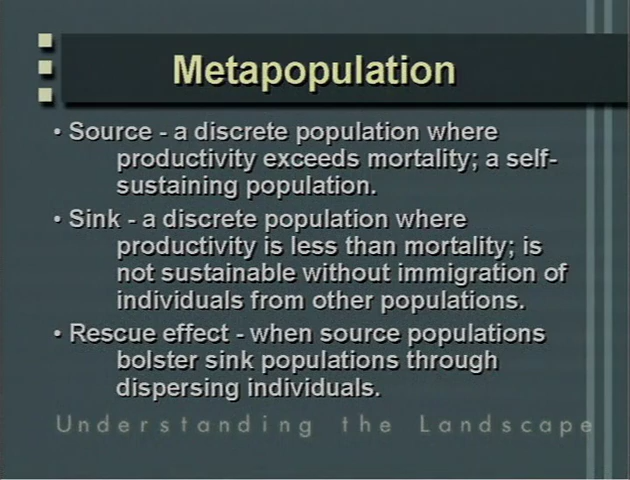 Metapopulation
• Source - a discrete population where
productivity exceeds mortality; a self-
sustaining population.
• Sink - a discrete population where
productivity is less than mortality; is
not sustainable without immigration of
individuals from other populations.
• Rescue effect - when source populations
bolster sink populations through
dispersing individuals.
Understanding the Landscape